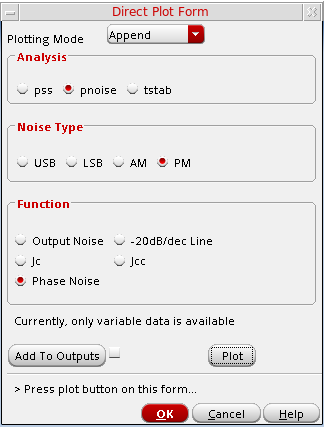 Direct Plot Form
Plotting Mode Append
Analysis
pss pnoise tstab
Noise Type
USB LSB AM PM
Function
Output Noise -20dB/dec Line
Jc Jcc
Phase Noise
Currently, only variable data is available
Add To Outputs Plot
> Press plot button on this form...
OK Cancel Help